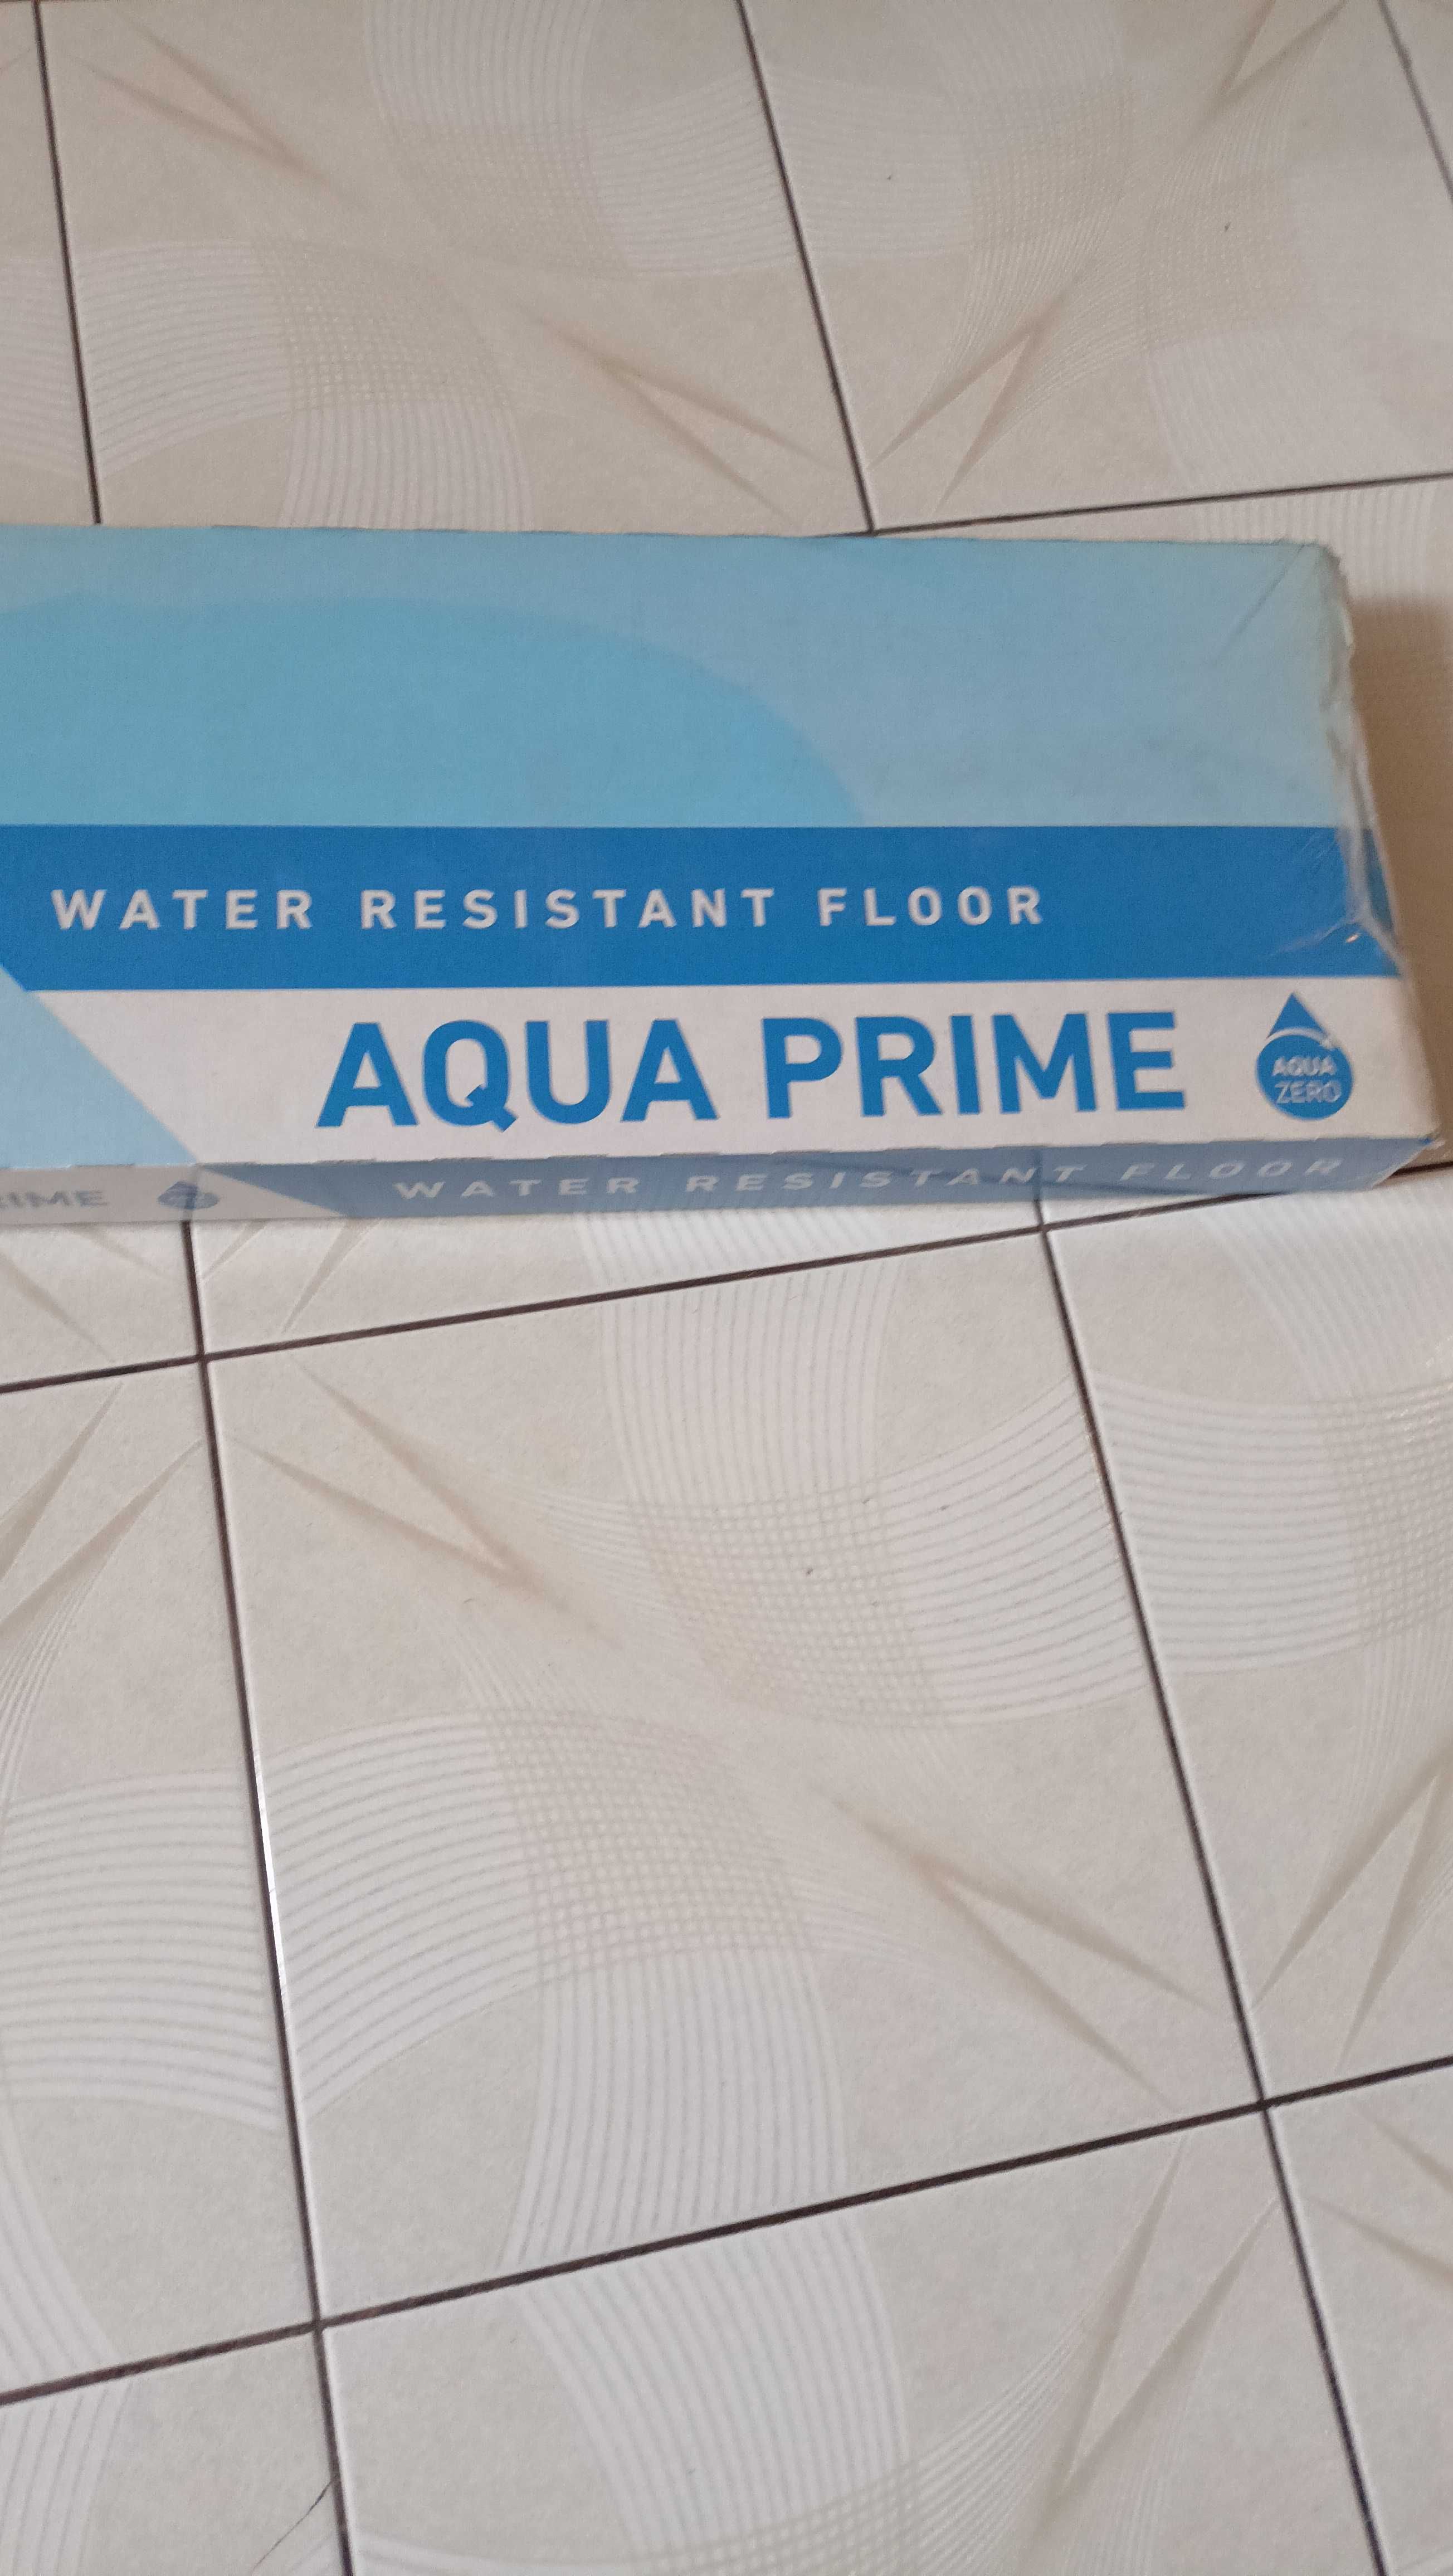 WATER RESISTANT FLOOR
AQUA PRIME
AQUA
ZERO
WATER RESISTANT FLOOR